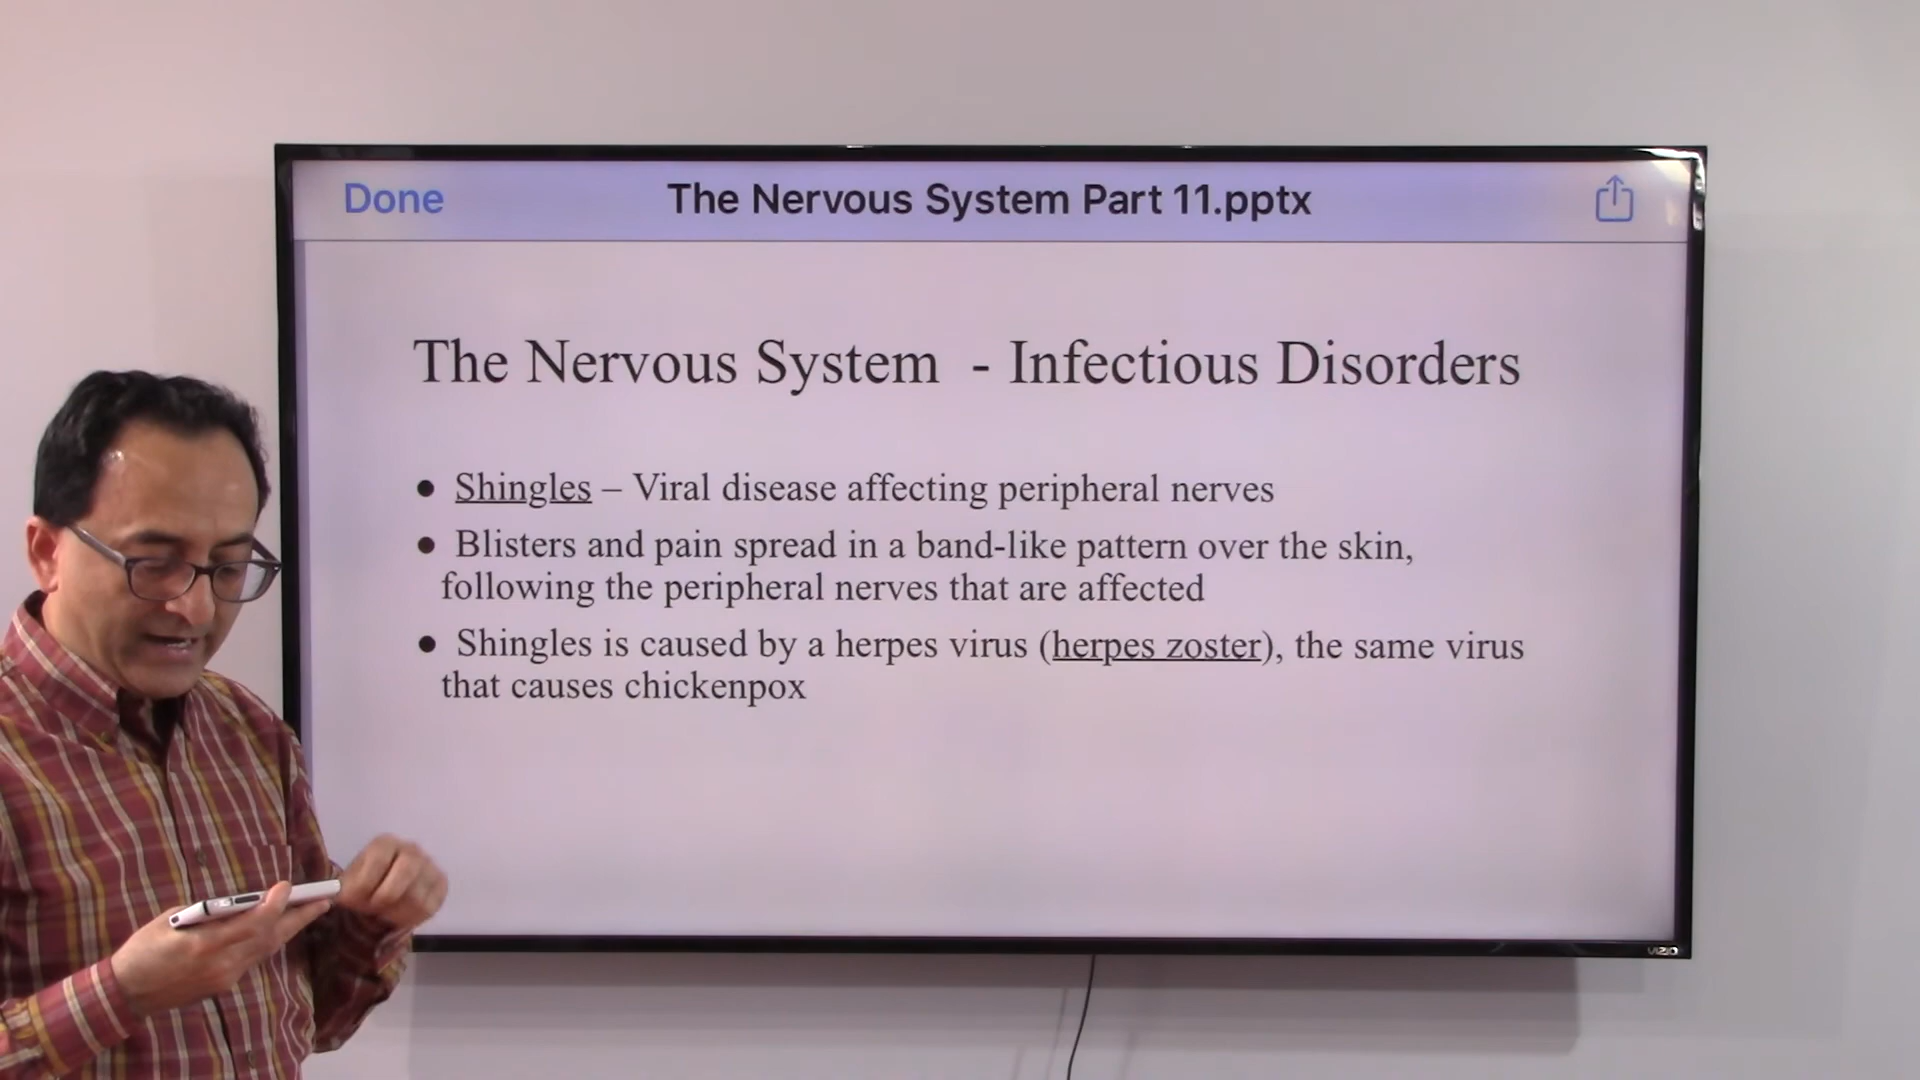 Done
The Nervous System Part 11.pptx
The Nervous System - Infectious Disorders
● Shingles – Viral disease affecting peripheral nerves
● Blisters and pain spread in a band-like pattern over the skin,
following the peripheral nerves that are affected
● Shingles is caused by a herpes virus (herpes zoster), the same virus
that causes chickenpox
VIZIO